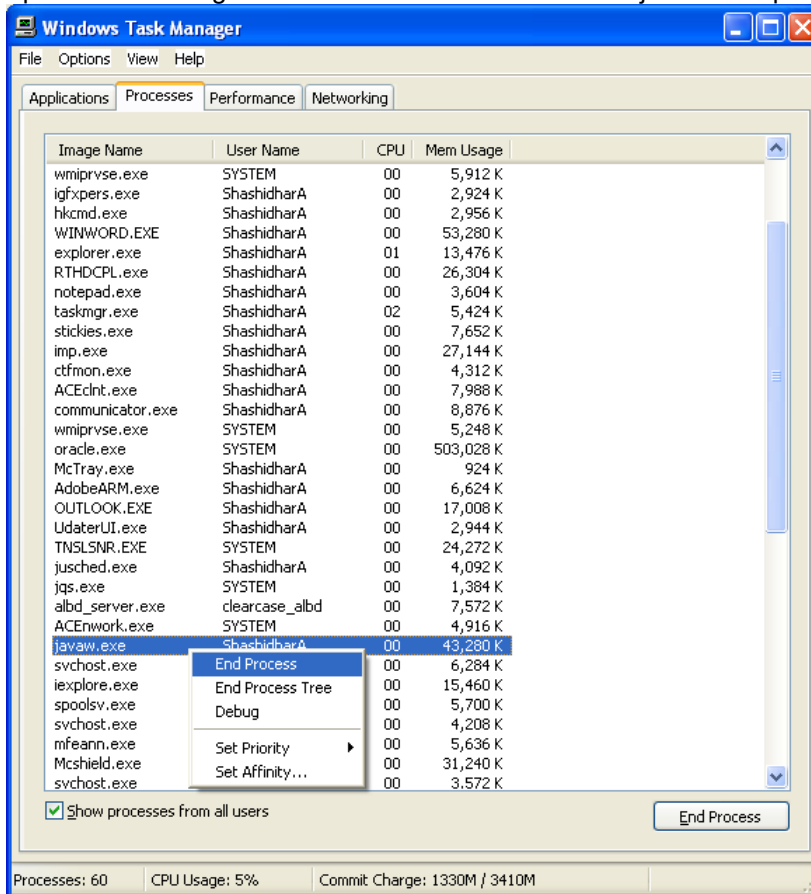 Windows Task Manager
File Options View Help
Applications Processes Performance Networking
Image Name User Name CPU Mem Usage
wmiprvse.exe SYSTEM 00 5,912 K
igfxpers.exe ShashidharA 00 2,924 K
hkcmd.exe ShashidharA 00 2,956 K
WINWORD.EXE ShashidharA 00 53,280 K
explorer.exe ShashidharA 01 13,476 K
RTHDCPL.exe ShashidharA 00 26,304 K
notepad.exe ShashidharA 00 3,604 K
taskmgr.exe ShashidharA 02 5,424 K
stickies.exe ShashidharA 00 7,652 K
imp.exe ShashidharA 00 27,144 K
ctfmon.exe ShashidharA 00 4,312 K
ACEclnt.exe ShashidharA 00 7,988 K
communicator.exe ShashidharA 00 8,876 K
wmiprvse.exe SYSTEM 00 5,248 K
oracle.exe SYSTEM 00 503,028 K
McTray.exe ShashidharA 00 924 K
AdobeARM.exe ShashidharA 00 6,624 K
OUTLOOK.EXE ShashidharA 00 17,008 K
UdaterUI.exe ShashidharA 00 2,944 K
TNSLSNR.EXE SYSTEM 00 24,272 K
jusched.exe ShashidharA 00 4,092 K
jqs.exe SYSTEM 00 1,384 K
albd_server.exe clearcase_albd 00 7,572 K
ACEnwork.exe SYSTEM 00 4,916 K
javaw.exe ShashidharA 00 43,280 K
svchost.exe End Process 00 6,284 K
iexplore.exe End Process Tree 00 15,460 K
spoolsv.exe Debug 00 5,700 K
svchost.exe 00 4,208 K
mfeann.exe Set Priority 00 5,636 K
Mcshield.exe Set Affinity... 00 31,240 K
svchost.exe 00 3,572 K
Show processes from all users End Process
Processes: 60 CPU Usage: 5% Commit Charge: 1330M / 3410M